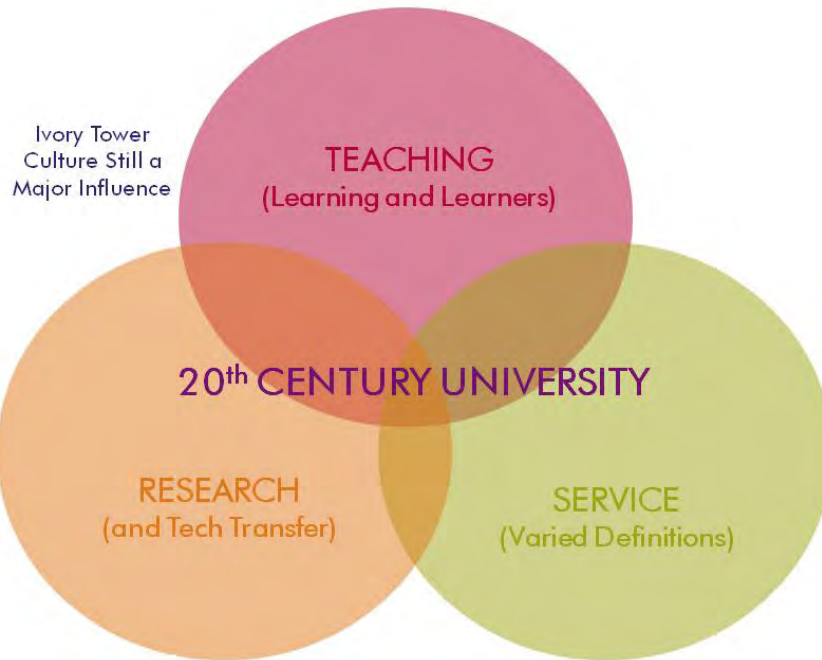 Ivory Tower
Culture Still a
Major Influence
TEACHING
(Learning and Learners)
20th CENTURY UNIVERSITY
RESEARCH
(and Tech Transfer)
SERVICE
(Varied Definitions)